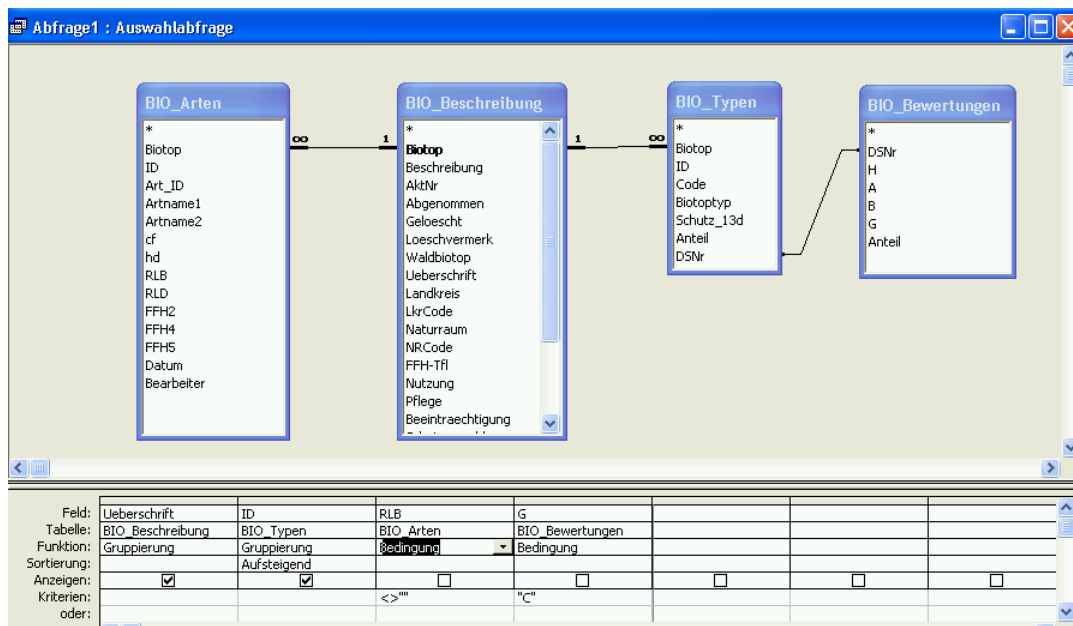 Abfrage1 : Auswahlabfrage
BIO_Arten
*
Biotop
ID
Art_ID
Artname1
Artname2
cf
hd
RLB
RLD
FFH2
FFH4
FFH5
Datum
Bearbeiter
∞
1
BIO_Beschreibung
*
Biotop
Beschreibung
AktNr
Abgenommen
Geloescht
Loeschvermerk
Waldbiotop
Ueberschrift
Landkreis
LkrCode
Naturraum
NRCode
FFH-Tfl
Nutzung
Pflege
Beeintraechtigung
1
∞
BIO_Typen
*
Biotop
ID
Code
Biotoptyp
Schutz_13d
Anteil
DSNr
BIO_Bewertungen
*
DSNr
H
A
B
G
Anteil
Feld: Ueberschrift ID RLB G
Tabelle: BIO_Beschreibung BIO_Typen BIO_Arten BIO_Bewertungen
Funktion: Gruppierung Gruppierung Bedingung Bedingung
Sortierung: Aufsteigend
Anzeigen:
Kriterien: <>"" "C"
oder: